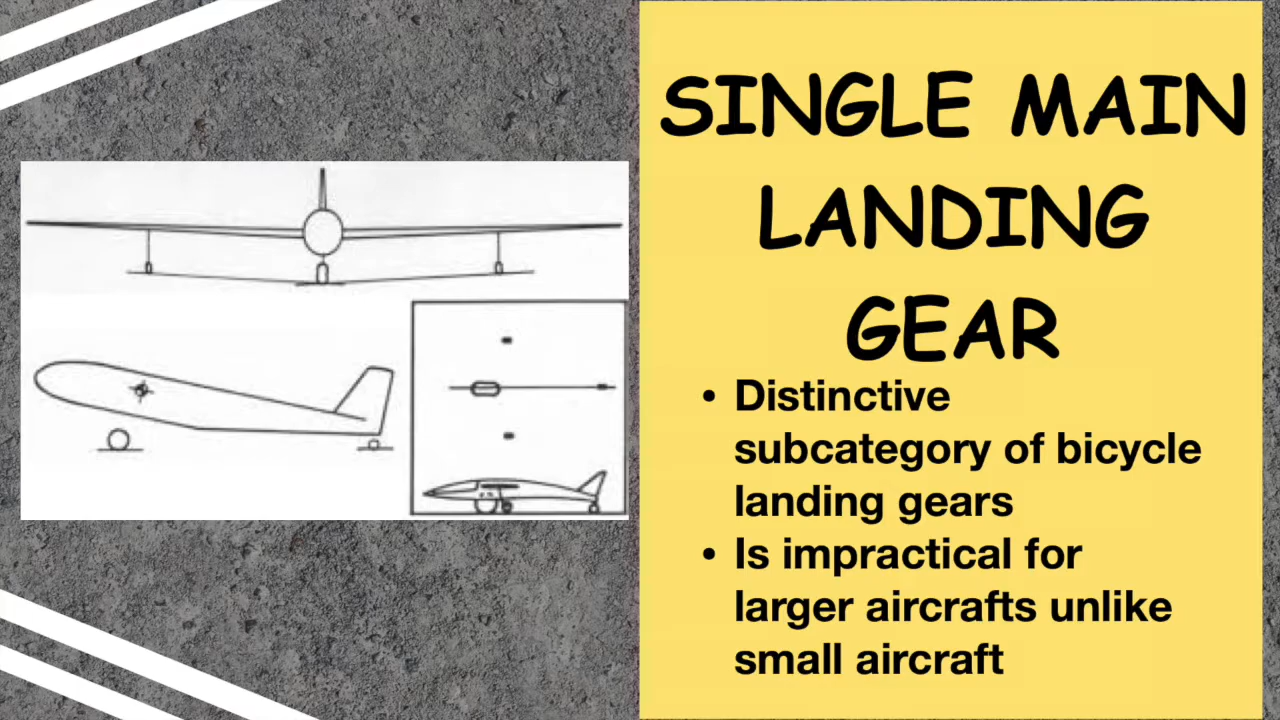 SINGLE MAIN
LANDING
GEAR
• Distinctive
subcategory of bicycle
landing gears
• Is impractical for
larger aircrafts unlike
small aircraft